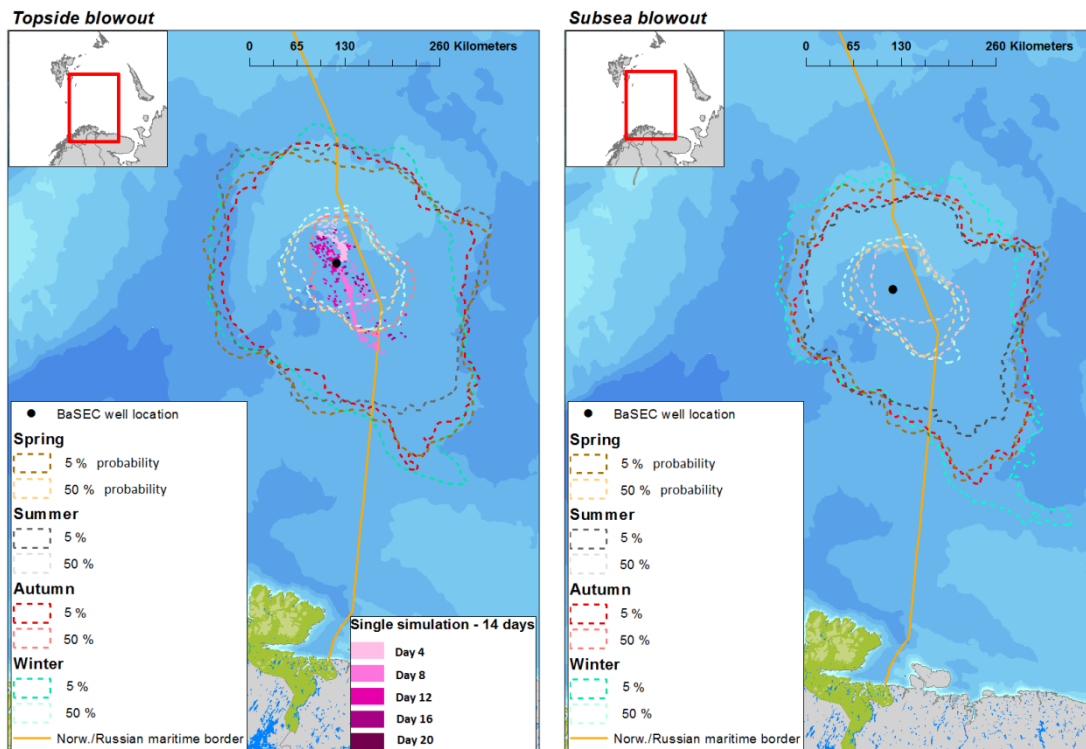 Topside blowout
0 65 130 260 Kilometers
BaSEC well location
Spring
5 % probability
50 % probability
Summer
5 %
50 %
Autumn
5 %
50 %
Winter
5 %
50 %
Norw./Russian maritime border
Single simulation - 14 days
Day 4
Day 8
Day 12
Day 16
Day 20
Subsea blowout
0 65 130 260 Kilometers
BaSEC well location
Spring
5 % probability
50 % probability
Summer
5 %
50 %
Autumn
5 %
50 %
Winter
5 %
50 %
Norw./Russian maritime border